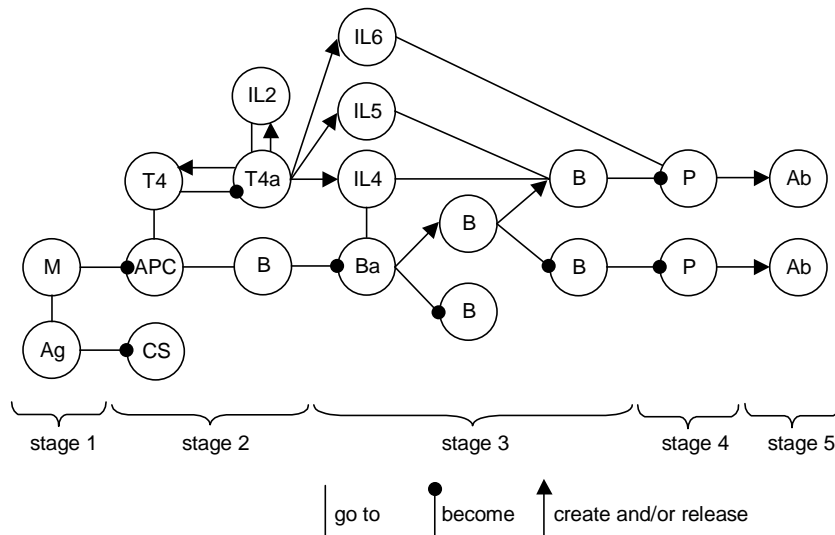 IL6
IL2
IL5
T4 T4a IL4 B P Ab
B
M APC B Ba B P Ab
B
Ag CS
stage 1 stage 2 stage 3 stage 4 stage 5
go to become create and/or release